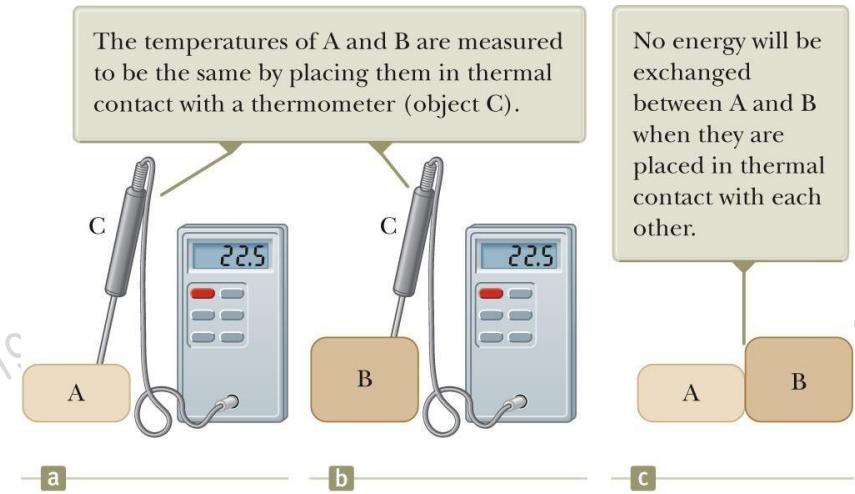 The temperatures of A and B are measured
to be the same by placing them in thermal
contact with a thermometer (object C).
No energy will be
exchanged
between A and B
when they are
placed in thermal
contact with each
other.
C
22.5
A
C
22.5
B
A
B
a
b
c